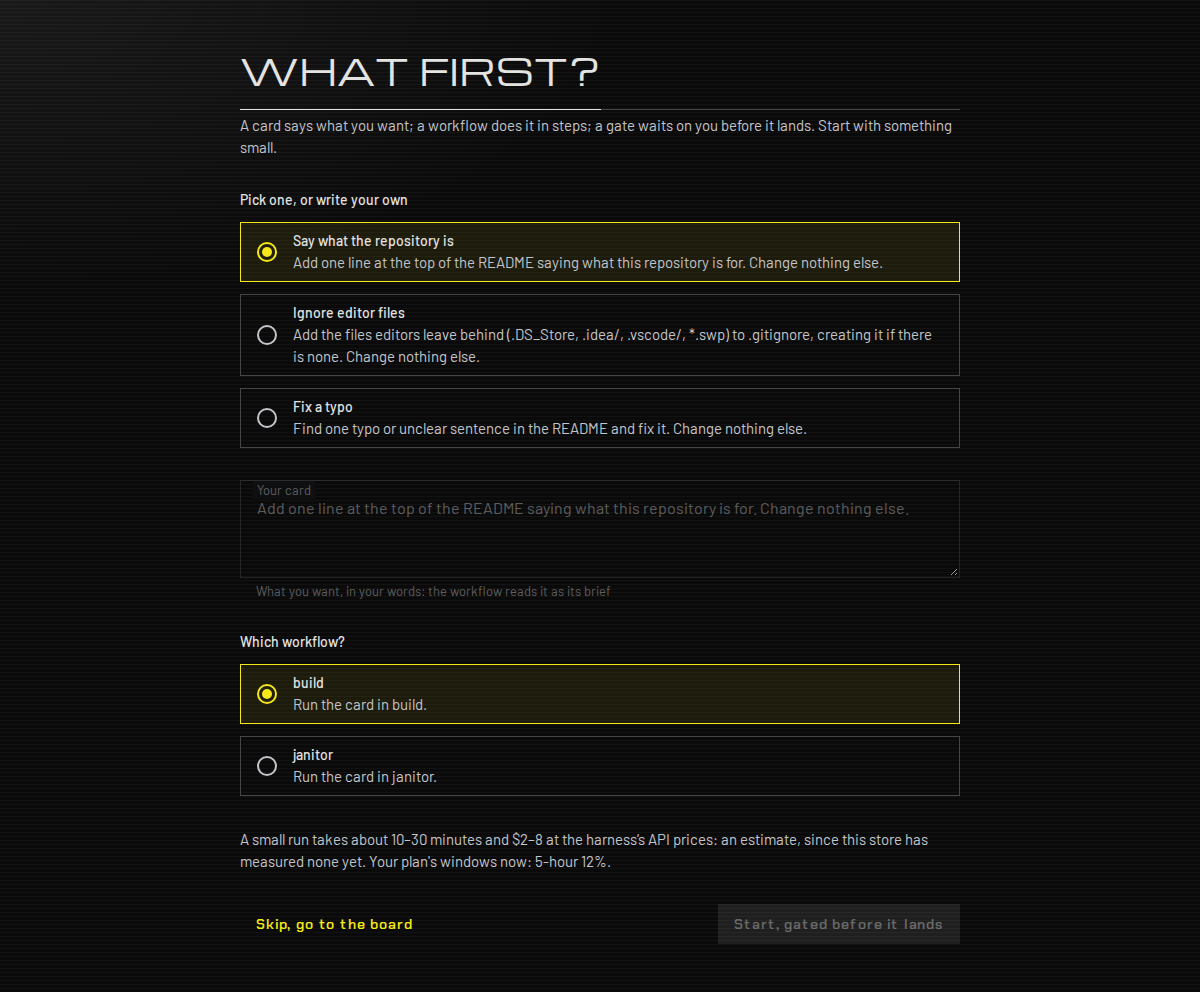 WHAT FIRST?
A card says what you want; a workflow does it in steps; a gate waits on you before it lands. Start with something
small.
Pick one, or write your own
Say what the repository is
Add one line at the top of the README saying what this repository is for. Change nothing else.
Ignore editor files
Add the files editors leave behind (.DS_Store, .idea/, .vscode/, *.swp) to .gitignore, creating it if there
is none. Change nothing else.
Fix a typo
Find one typo or unclear sentence in the README and fix it. Change nothing else.
Your card
Add one line at the top of the README saying what this repository is for. Change nothing else.
What you want, in your words: the workflow reads it as its brief
Which workflow?
build
Run the card in build.
janitor
Run the card in janitor.
A small run takes about 10–30 minutes and $2–8 at the harness's API prices: an estimate, since this store has
measured none yet. Your plan's windows now: 5-hour 12%.
Skip, go to the board
Start, gated before it lands